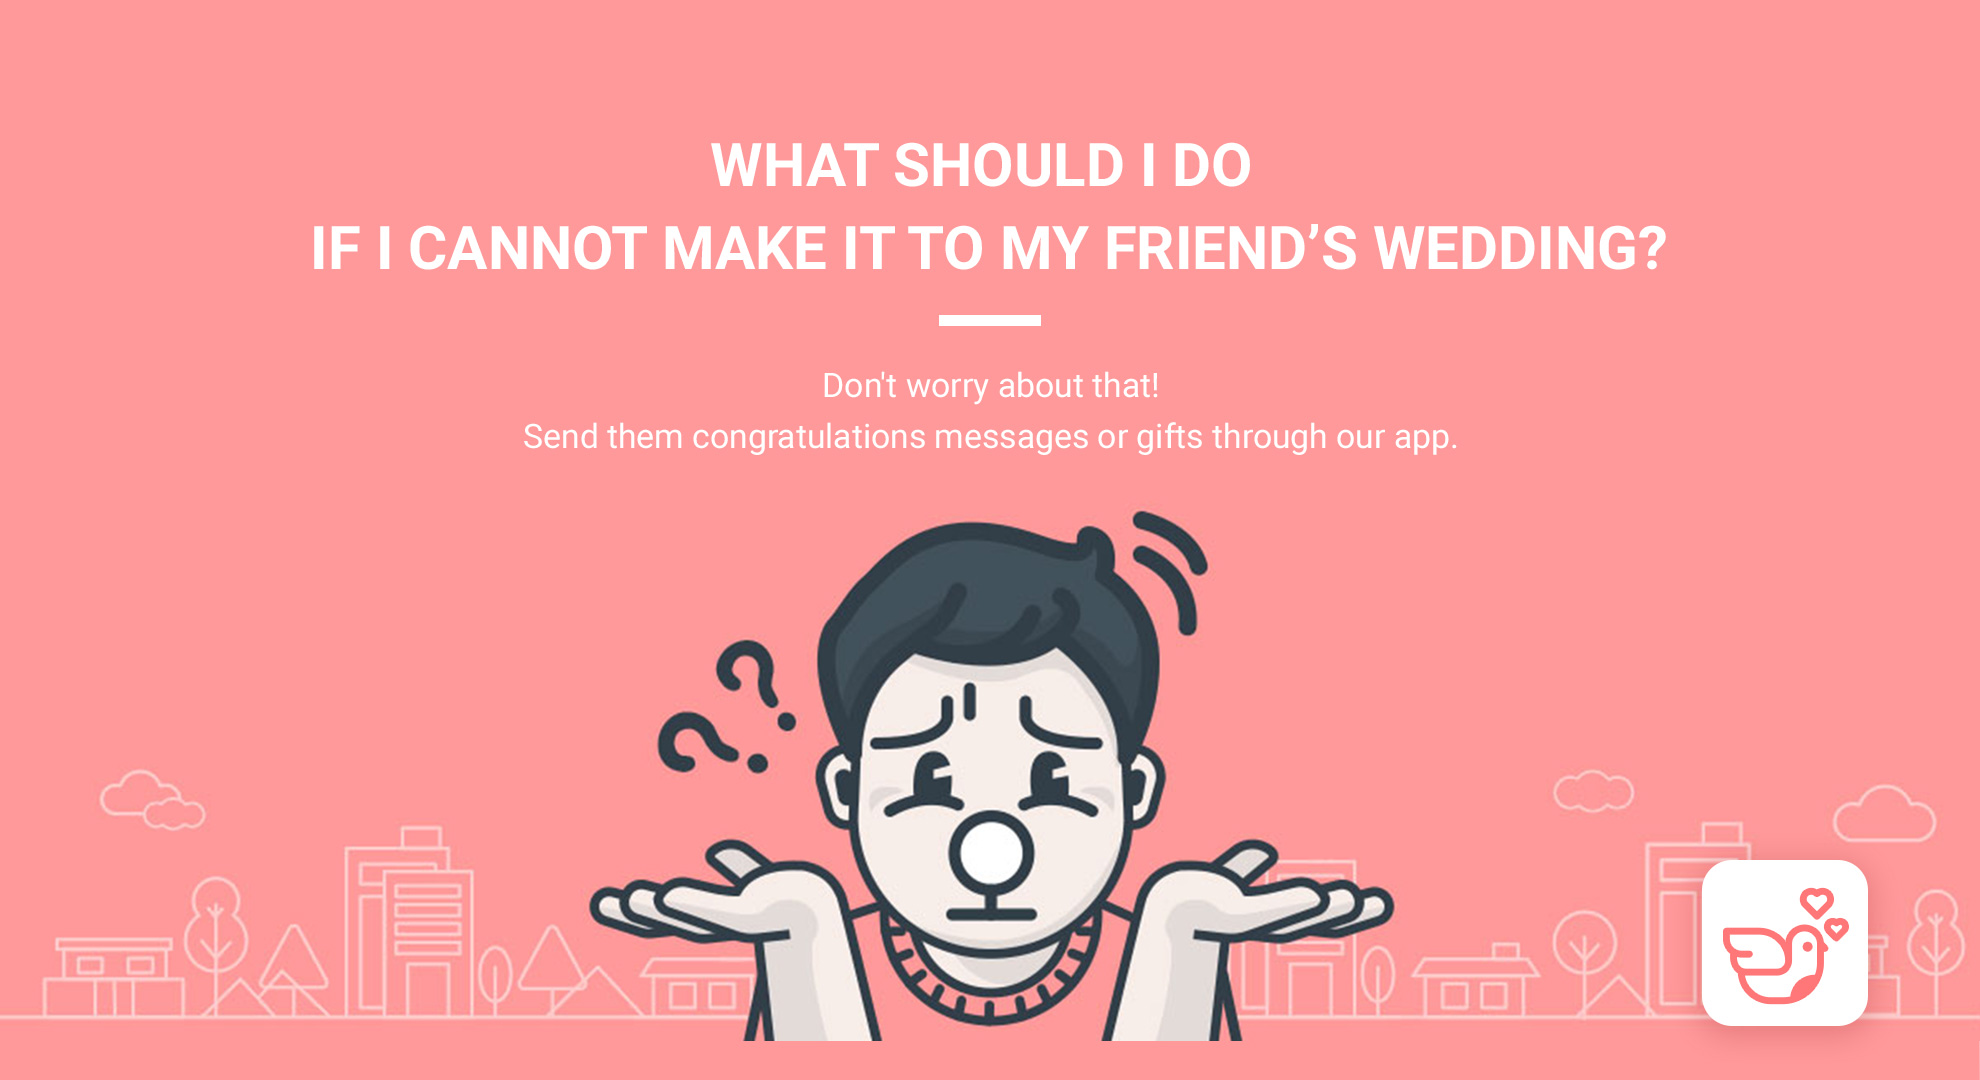 WHAT SHOULD I DO
IF I CANNOT MAKE IT TO MY FRIEND’S WEDDING?
Don't worry about that!
Send them congratulations messages or gifts through our app.